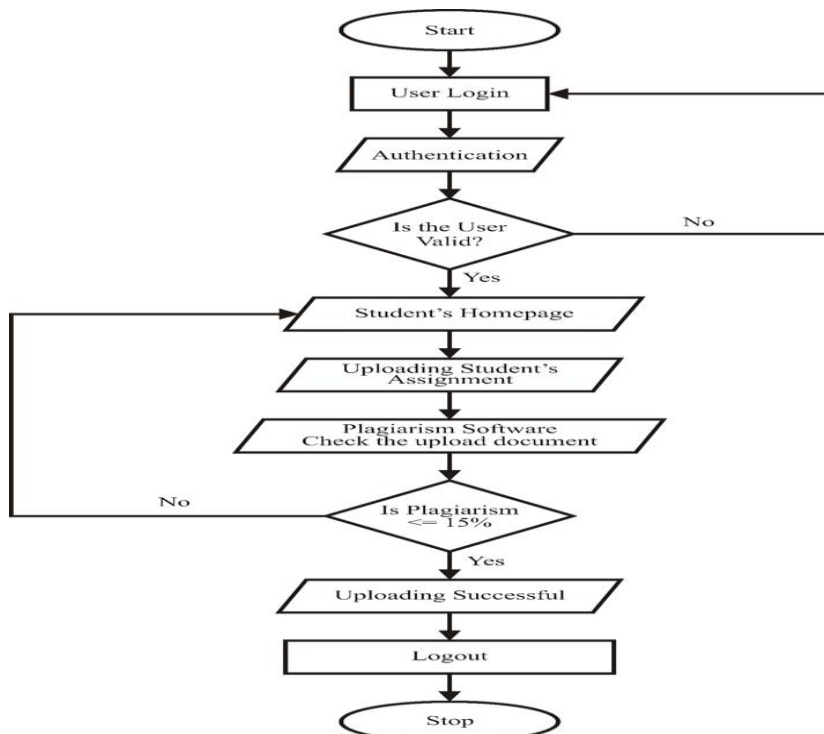 Start
User Login
Authentication
Is the User
Valid?
No
Yes
Student's Homepage
Uploading Student's
Assignment
Plagiarism Software
Check the upload document
No
Is Plagiarism
<= 15%
Yes
Uploading Successful
Logout
Stop